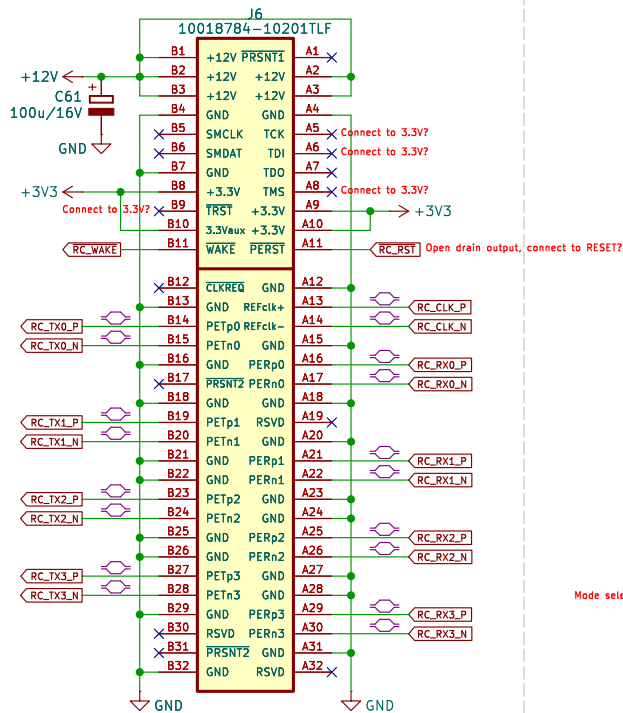 J6
10018784-10201TLF
B1 +12V PRSNT1 A1
+12V B2 +12V +12V A2
B3 +12V +12V A3
C61 + B4 GND GND A4
100u/16V B5 SMCLK TCK A5 Connect to 3.3V?
GND B6 SMDAT TDI A6 Connect to 3.3V?
B7 GND TDO A7
+3V3 B8 +3.3V TMS A8 Connect to 3.3V?
Connect to 3.3V? B9 TRST +3.3V A9 +3V3
B10 3.3Vaux +3.3V A10
RC_WAKE B11 WAKE PERST A11 RC_RST Open drain output, connect to RESET?
B12 CLKREQ GND A12
B13 GND REFclk+ A13 RC_CLK_P
RC_TX0_P B14 PETp0 REFclk- A14 RC_CLK_N
RC_TX0_N B15 PETn0 GND A15
B16 GND PERp0 A16 RC_RX0_P
B17 PRSNT2 PERn0 A17 RC_RX0_N
B18 GND GND A18
RC_TX1_P B19 PETp1 RSVD A19
RC_TX1_N B20 PETn1 GND A20
B21 GND PERp1 A21 RC_RX1_P
B22 GND PERn1 A22 RC_RX1_N
RC_TX2_P B23 PETp2 GND A23
RC_TX2_N B24 PETn2 GND A24
B25 GND PERp2 A25 RC_RX2_P
B26 GND PERn2 A26 RC_RX2_N
RC_TX3_P B27 PETp3 GND A27
RC_TX3_N B28 PETn3 GND A28 Mode sele
B29 GND PERp3 A29 RC_RX3_P
B30 RSVD PERn3 A30 RC_RX3_N
B31 PRSNT2 GND A31
B32 GND RSVD A32
GND GND